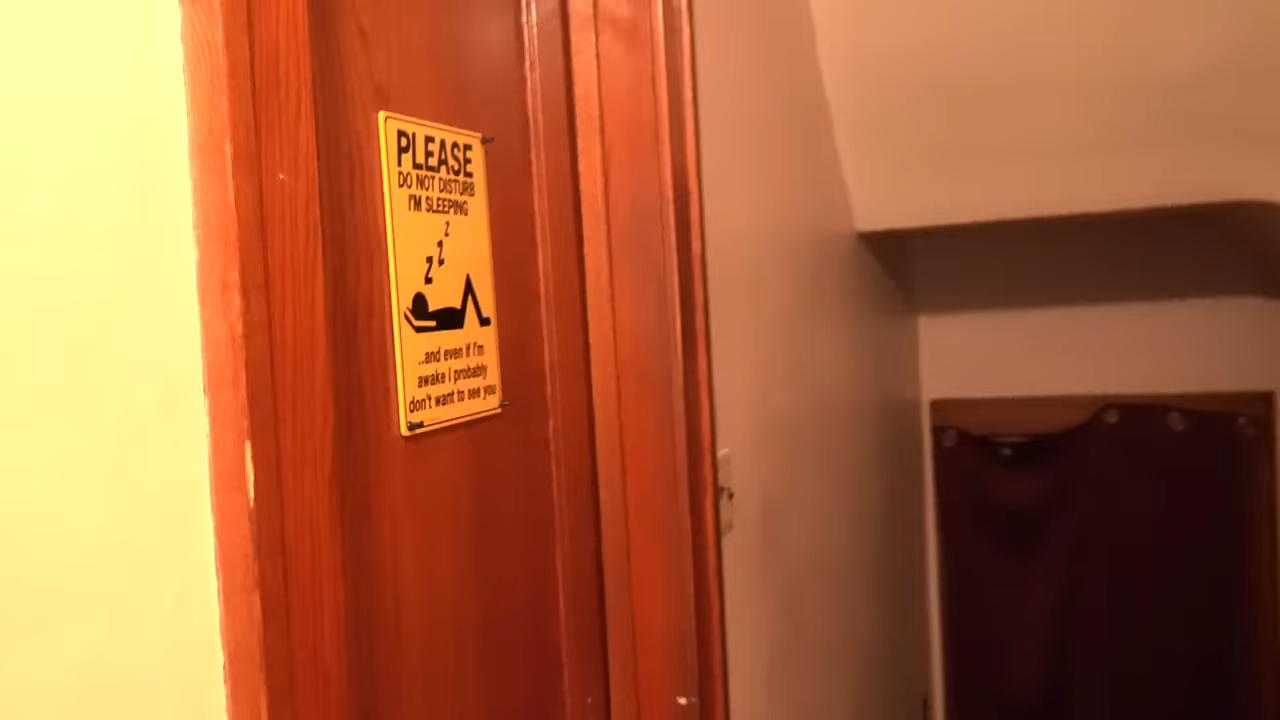 PLEASE
DO NOT DISTURB
I'M SLEEPING
Z
Z
Z
..and even if I'm
awake I probably
don't want to see you